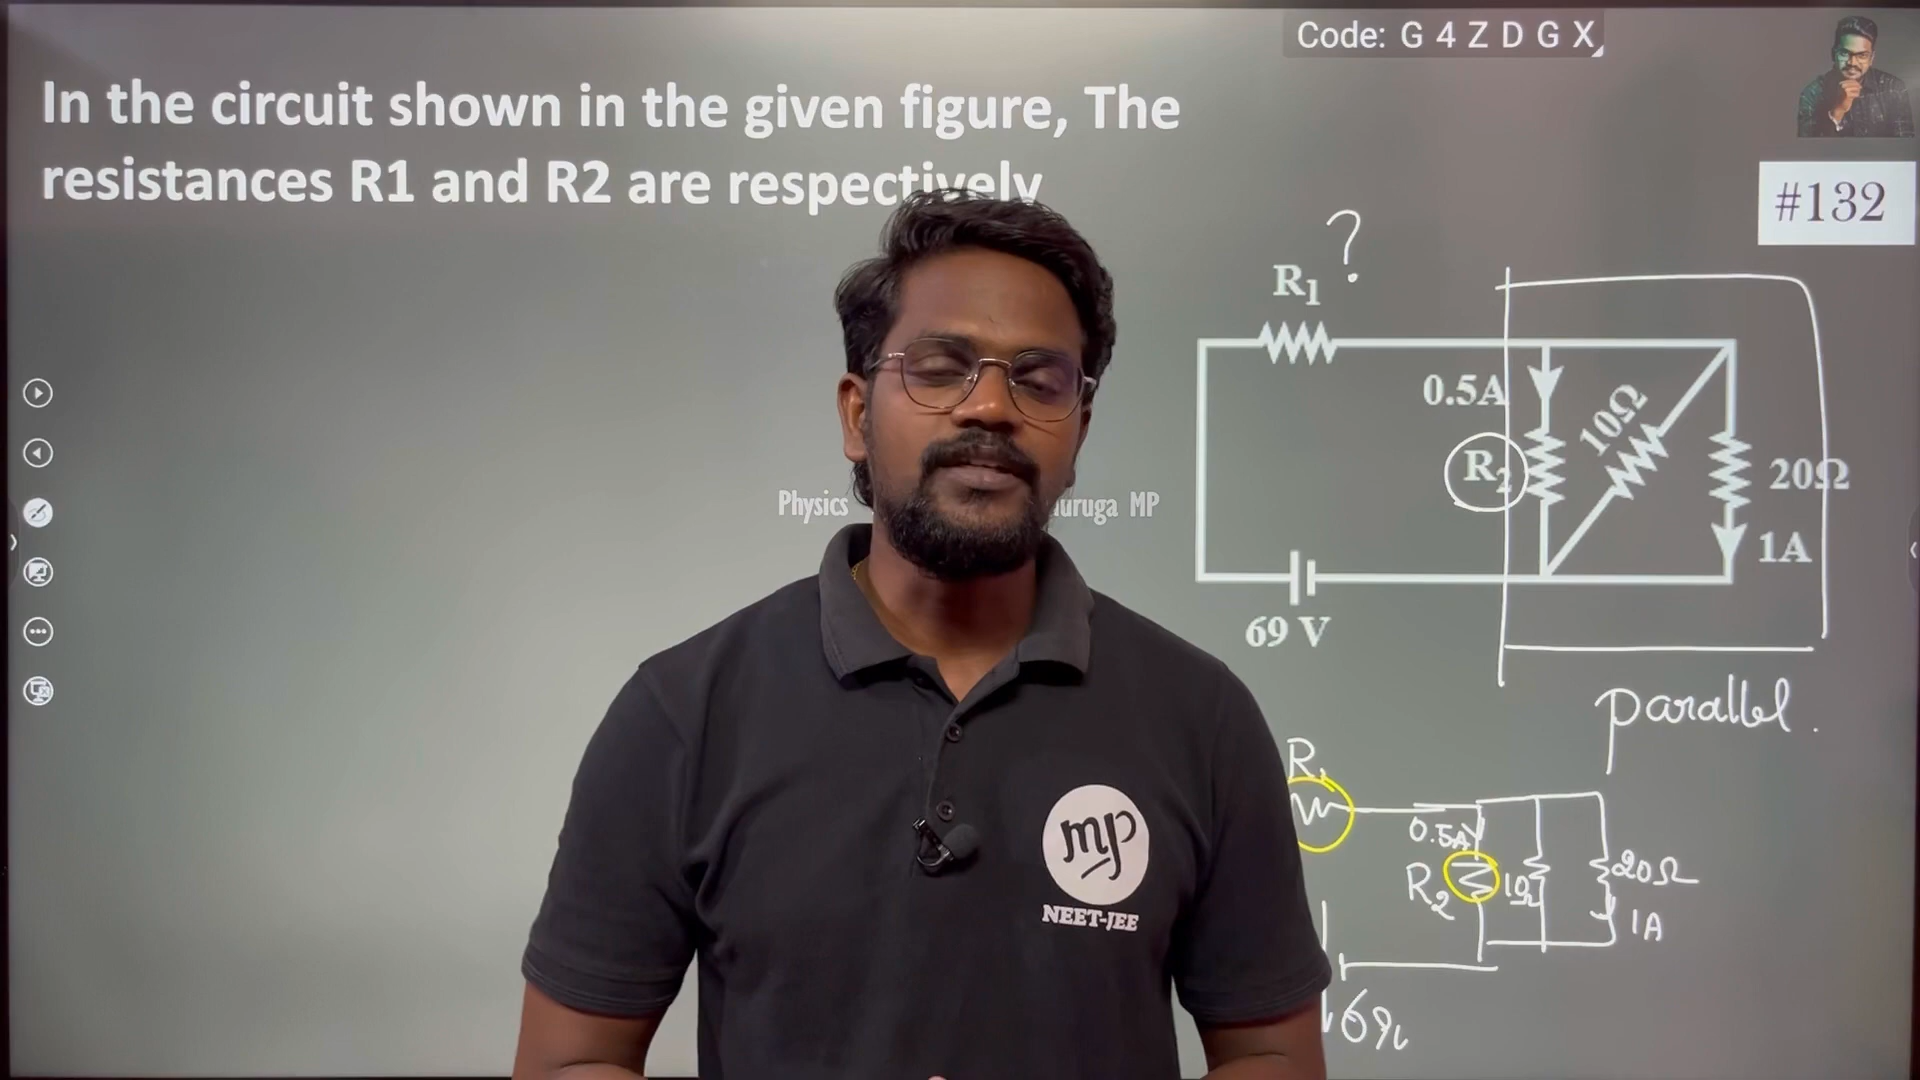 Code: G 4 Z D G X
In the circuit shown in the given figure, The
resistances R1 and R2 are respectively
#132
?
R1
0.5A
10Ω
R2
20Ω
1A
Physics
uruga MP
69 V
parallel.
R1
0.5A
R2
10Ω
20Ω
1A
mp
NEET-JEE